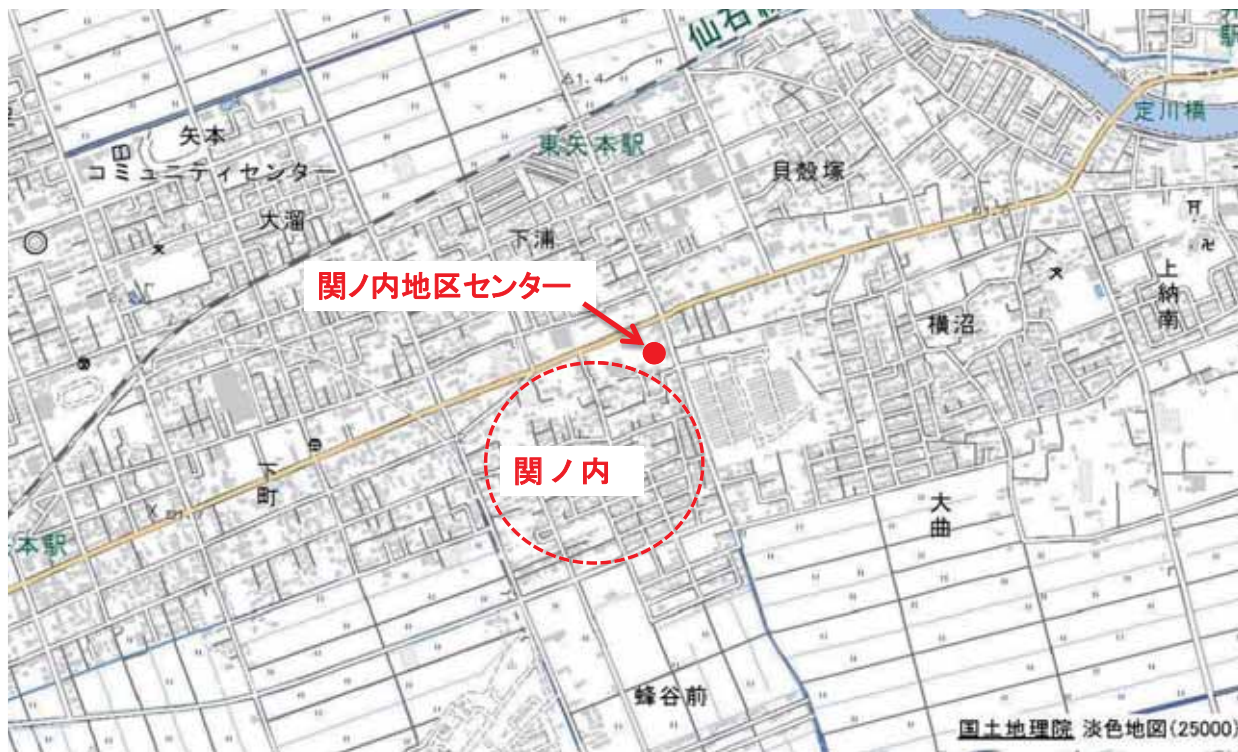 仙石
61.4
定川橋
矢本
コミュニティセンター
東矢本駅
貝殻塚
大溜
下浦
関ノ内地区センター
上納南
横沼
関ノ内
下町
大曲
本駅
蜂谷前
国土地理院 淡色地図(25000)